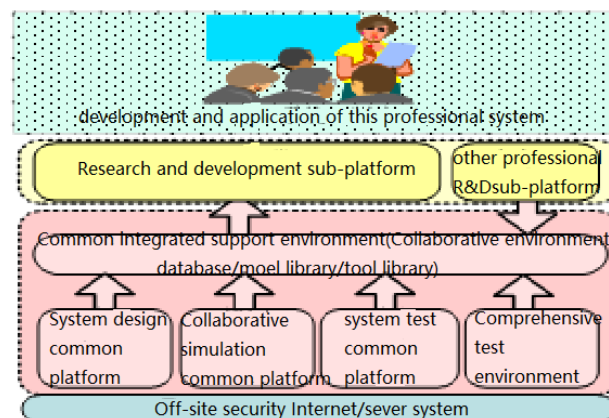 development and application of this professional system
Research and development sub-platform
other professional
R&Dsub-platform
Common integrated support environment(Collaborative environment
database/moel library/tool library)
System design
common
platform
Collaborative
simulation
common platform
system test
common
platform
Comprehensive
test
environment
Off-site security Internet/sever system